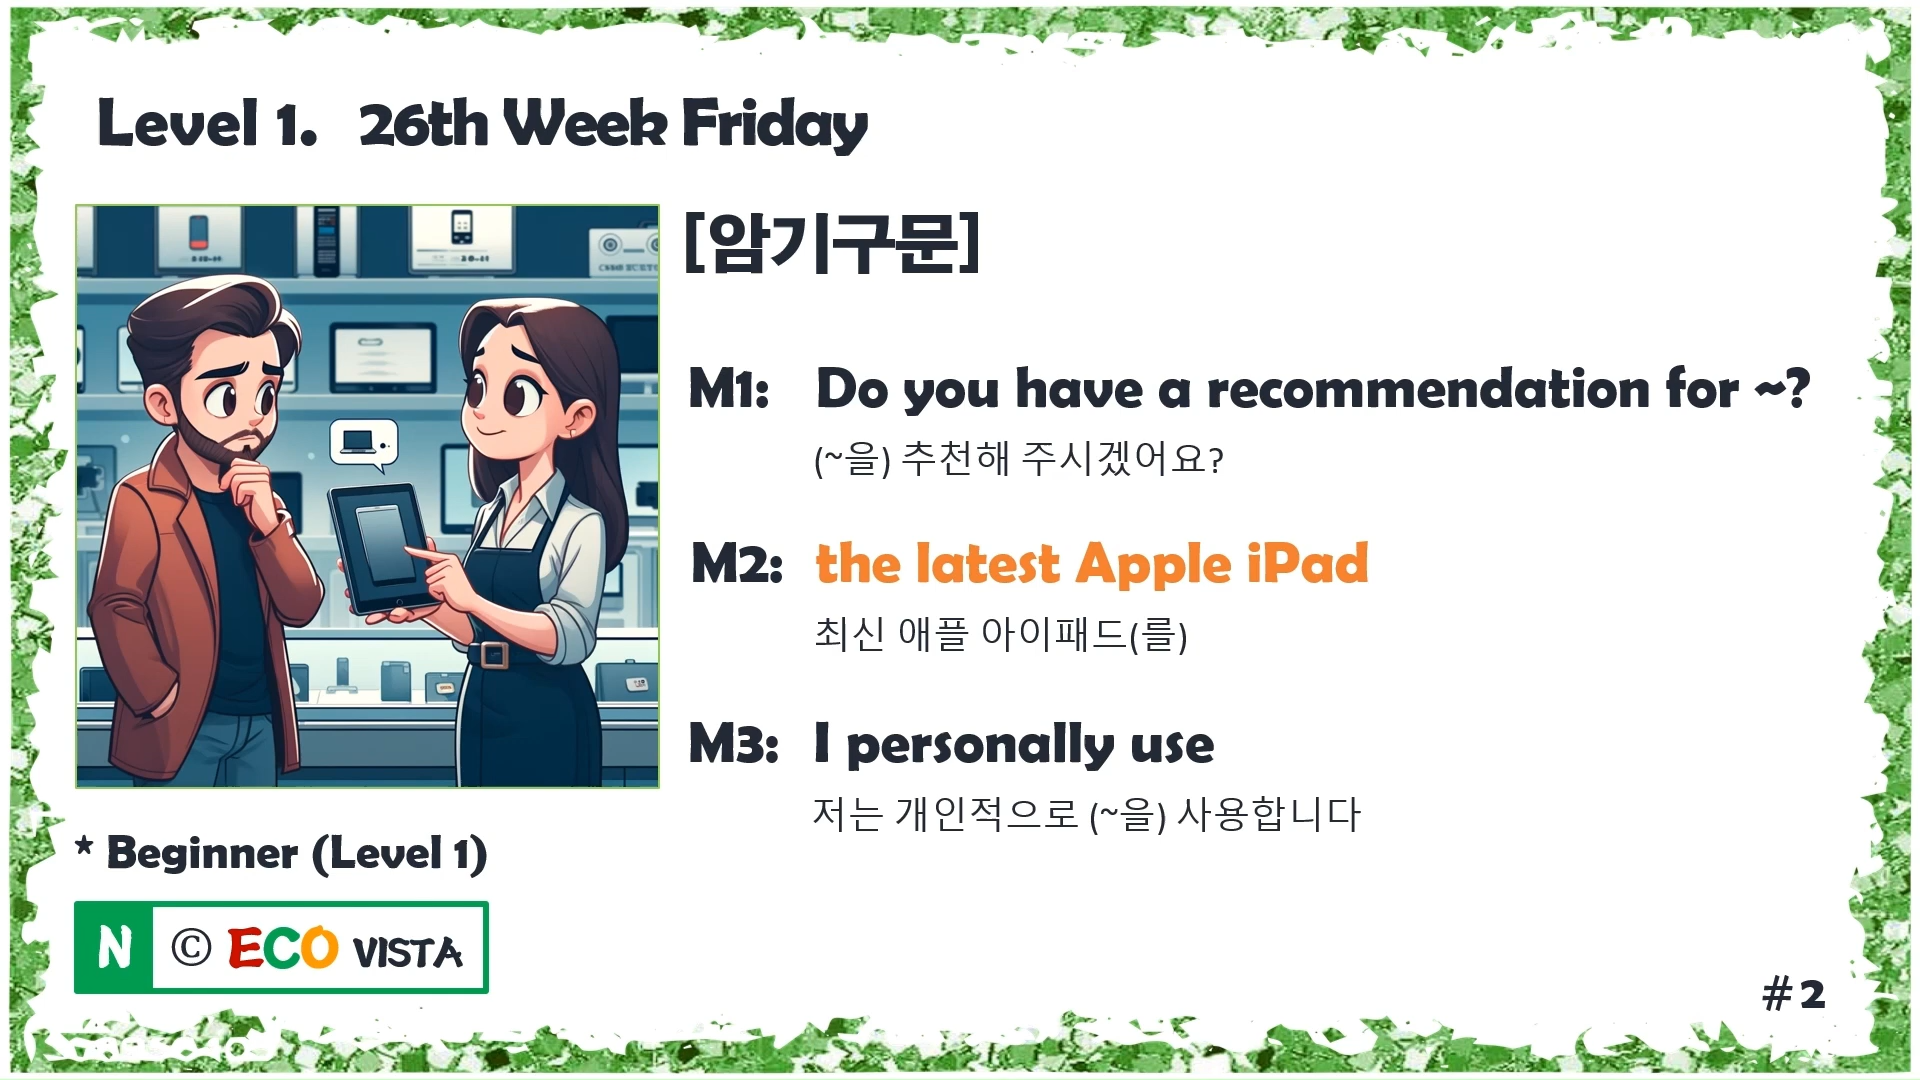 Level 1. 26th Week Friday
[암기구문]
M1: Do you have a recommendation for ~?
(~을) 추천해 주시겠어요?
M2: the latest Apple iPad
최신 애플 아이패드(를)
M3: I personally use
저는 개인적으로 (~을) 사용합니다
* Beginner (Level 1)
N © ECO VISTA
#2